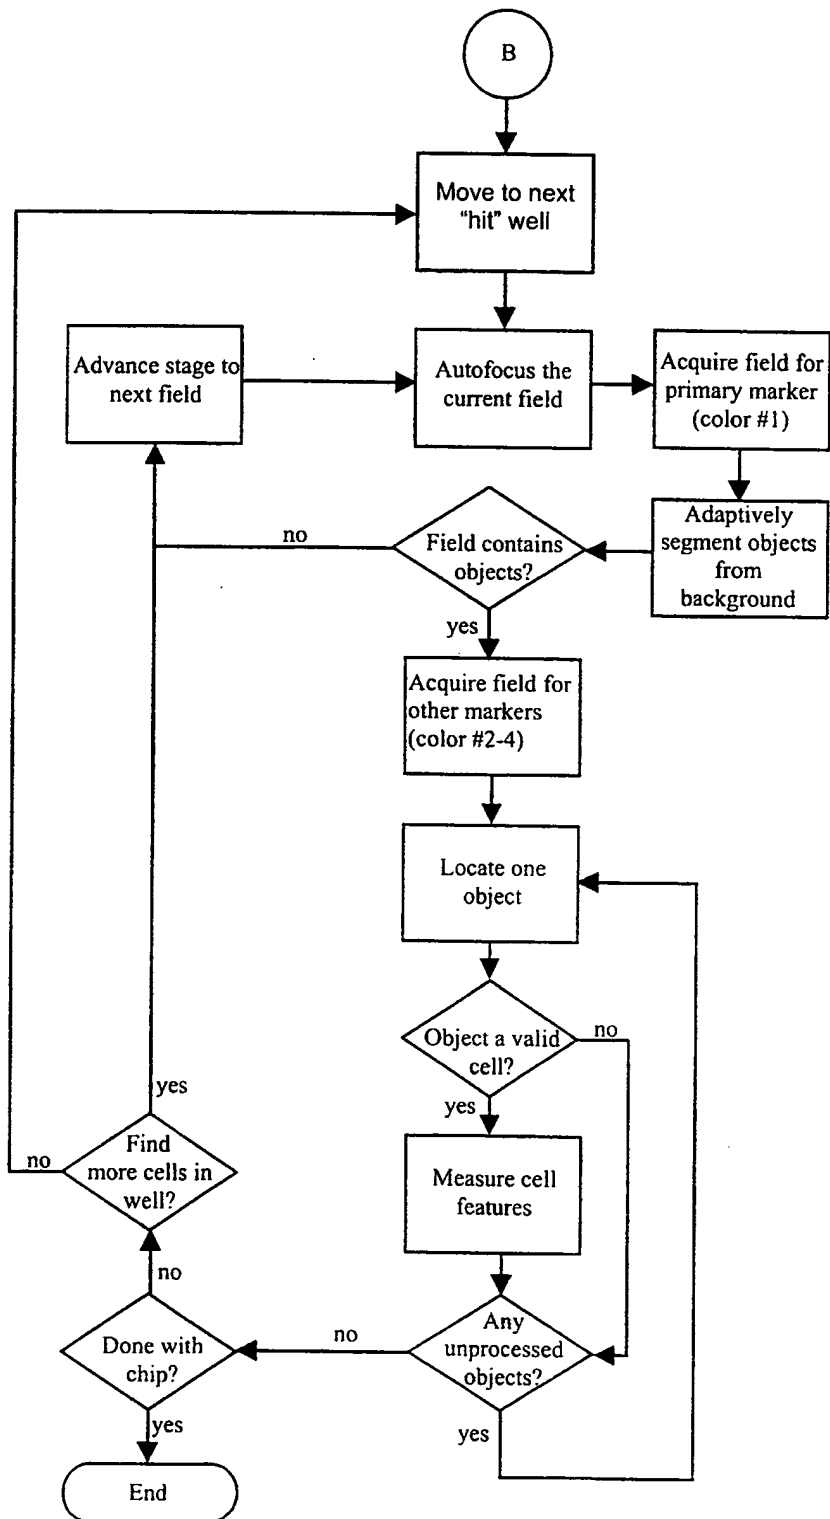 B
Move to next
"hit" well
Advance stage to
next field
Autofocus the
current field
Acquire field for
primary marker
(color #1)
Adaptively
segment objects
from
background
Field contains
objects?
no
yes
Acquire field for
other markers
(color #2-4)
Locate one
object
Object a valid
cell?
no
yes
Measure cell
features
Any
unprocessed
objects?
yes
no
Done with
chip?
no
yes
Find
more cells in
well?
yes
no
End